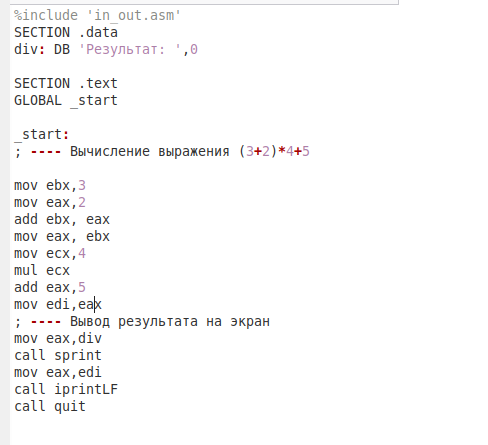 %include 'in_out.asm'
SECTION .data
div: DB 'Результат: ',0
SECTION .text
GLOBAL _start
_start:
; ---- Вычисление выражения (3+2)*4+5
mov ebx,3
mov eax,2
add ebx, eax
mov eax, ebx
mov ecx,4
mul ecx
add eax,5
mov edi,eax
; ---- Вывод результата на экран
mov eax,div
call sprint
mov eax,edi
call iprintLF
call quit